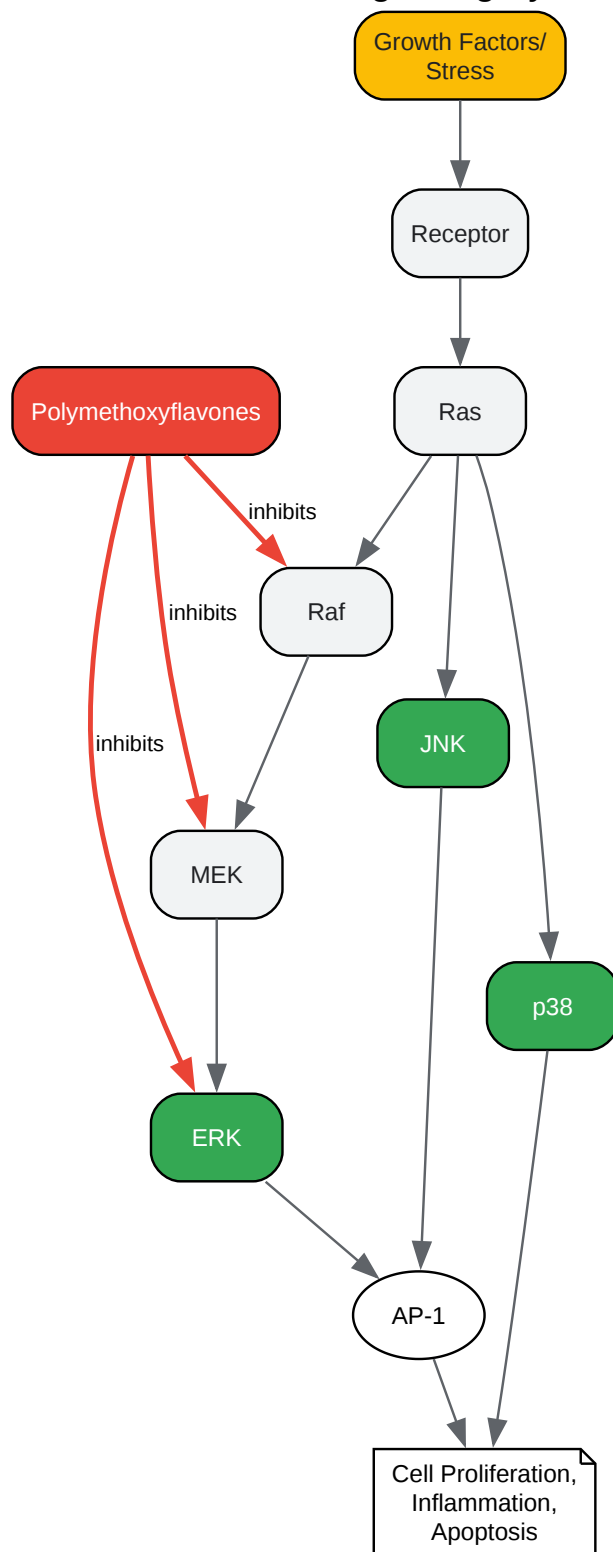 Growth Factors/
Stress
Receptor
Polymethoxyflavones
Ras
inhibits
Raf
inhibits
JNK
inhibits
MEK
p38
ERK
AP-1
Cell Proliferation,
Inflammation,
Apoptosis